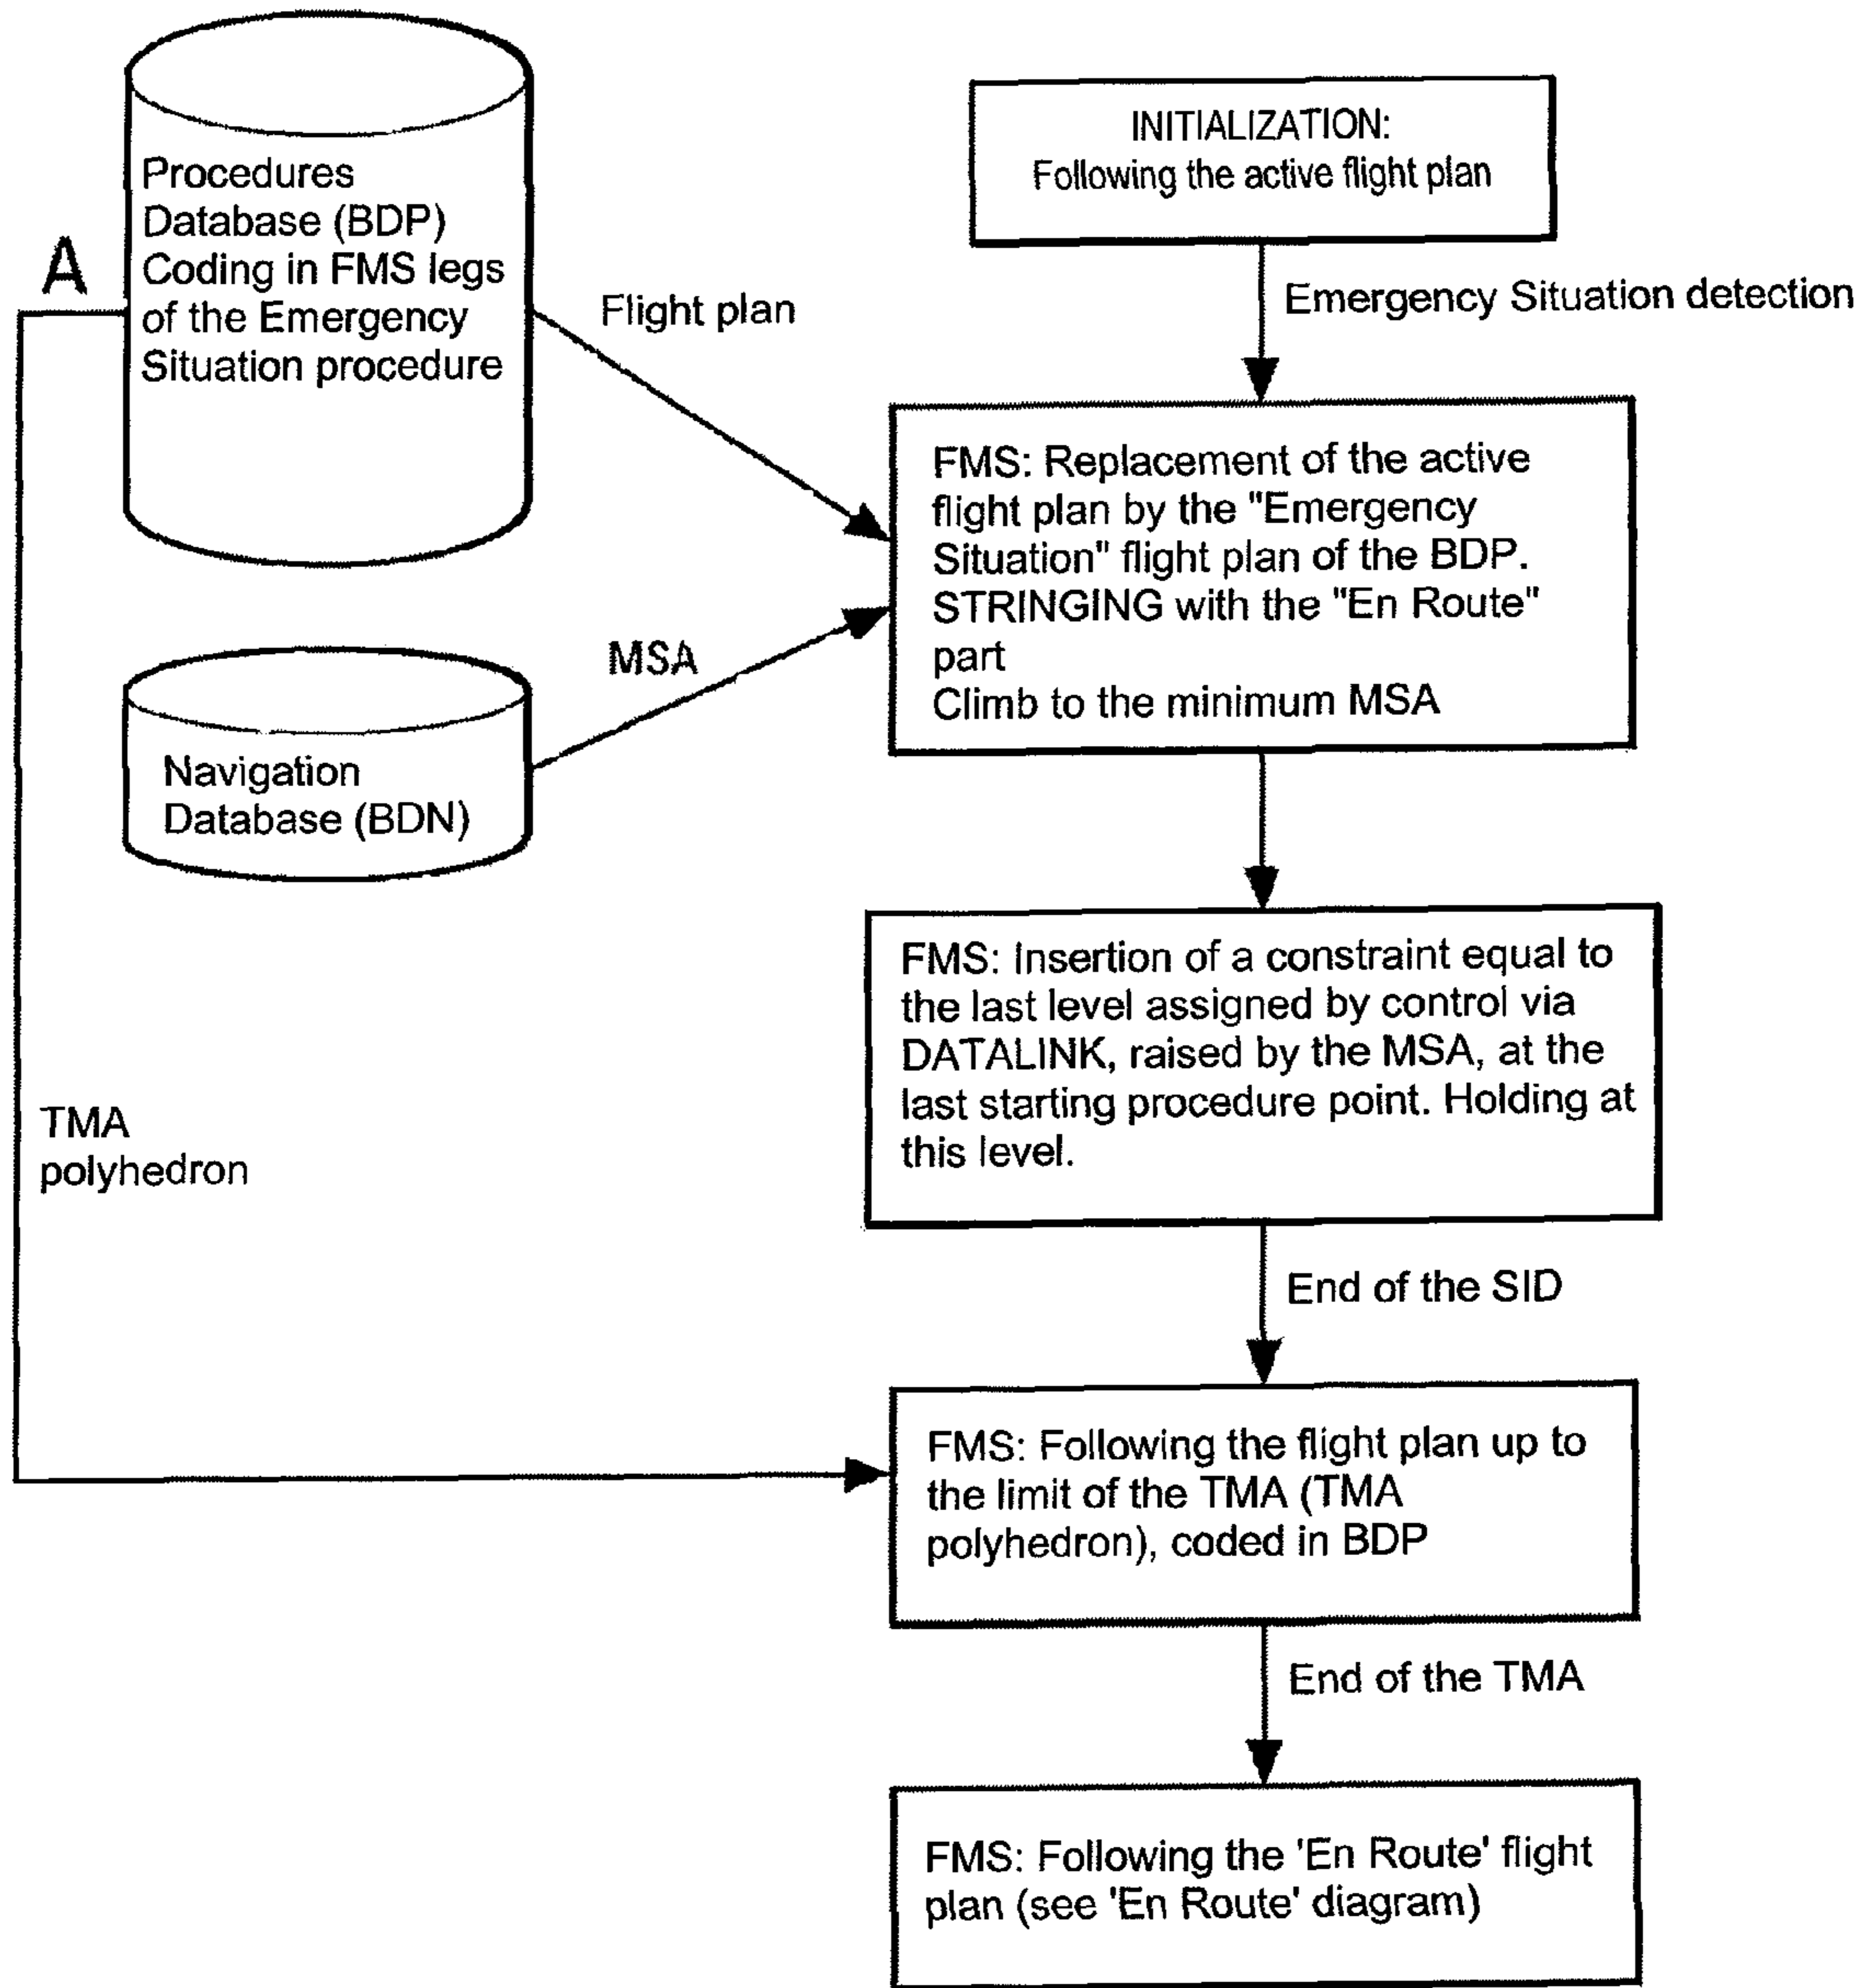 INITIALIZATION:
Following the active flight plan
Procedures
Database (BDP)
Coding in FMS legs
of the Emergency
Situation procedure
A
Flight plan
Emergency Situation detection
FMS: Replacement of the active
flight plan by the "Emergency
Situation" flight plan of the BDP.
STRINGING with the "En Route"
part
Climb to the minimum MSA
MSA
Navigation
Database (BDN)
FMS: Insertion of a constraint equal to
the last level assigned by control via
DATALINK, raised by the MSA, at the
last starting procedure point. Holding at
this level.
TMA
polyhedron
End of the SID
FMS: Following the flight plan up to
the limit of the TMA (TMA
polyhedron), coded in BDP
End of the TMA
FMS: Following the 'En Route' flight
plan (see 'En Route' diagram)